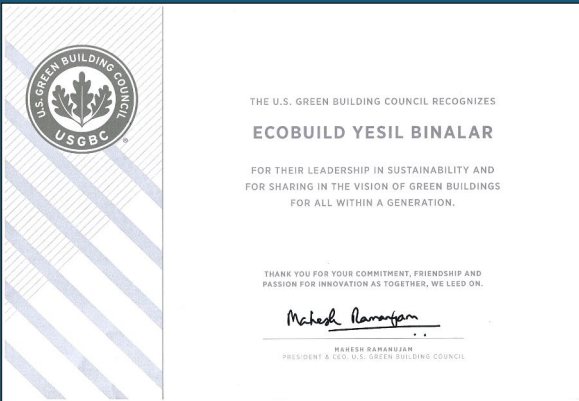 U.S. GREEN BUILDING COUNCIL
USGBC
®
THE U.S. GREEN BUILDING COUNCIL RECOGNIZES
ECOBUILD YESIL BINALAR
FOR THEIR LEADERSHIP IN SUSTAINABILITY AND
FOR SHARING IN THE VISION OF GREEN BUILDINGS
FOR ALL WITHIN A GENERATION.
THANK YOU FOR YOUR COMMITMENT, FRIENDSHIP AND
PASSION FOR INNOVATION AS TOGETHER, WE LEED ON.
Mahesh Ramanujam
MAHESH RAMANUJAM
PRESIDENT & CEO, U.S. GREEN BUILDING COUNCIL